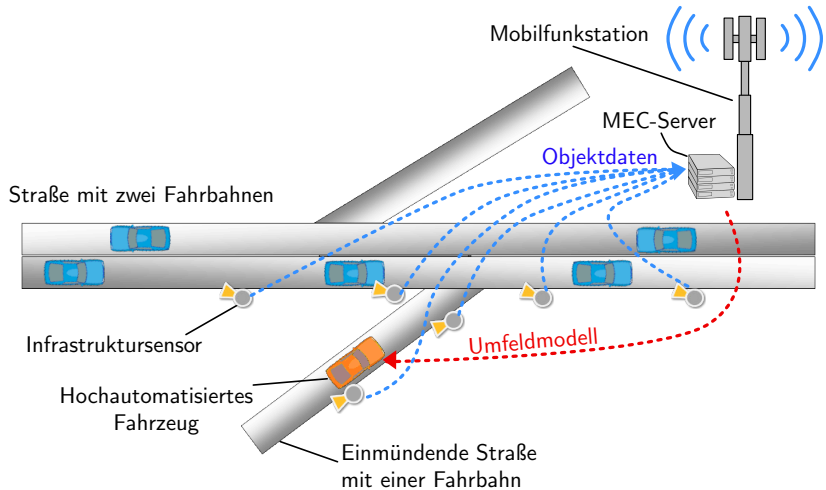 Mobilfunkstation
MEC-Server
Objektdaten
Straße mit zwei Fahrbahnen
Infrastruktursensor
Umfeldmodell
Hochautomatisiertes
Fahrzeug
Einmündende Straße
mit einer Fahrbahn